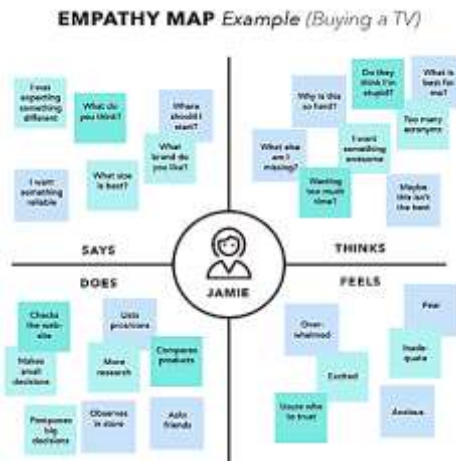 EMPATHY MAP Example (Buying a TV)
I was
expecting
something
different
What do
you think?
Where
should I
start?
What
brand do
you like?
I want
something
reliable
What size
is best?
SAYS
Why is this
so hard?
Do they
think I'm
stupid?
What is
best for
me?
Too many
acronyms
I want
something
awesome
What else
am I
missing?
Wasting
too much
time?
Maybe
this isn't
the best
THINKS
JAMIE
DOES
Checks
the web-
site
Lists
pros/cons
Compares
products
Makes
small
decisions
More
research
Postpones
big
decisions
Observes
in store
Asks
friends
FEELS
Fear
Over-
whelmed
Inade-
quate
Excited
Unsure who
to trust
Anxious